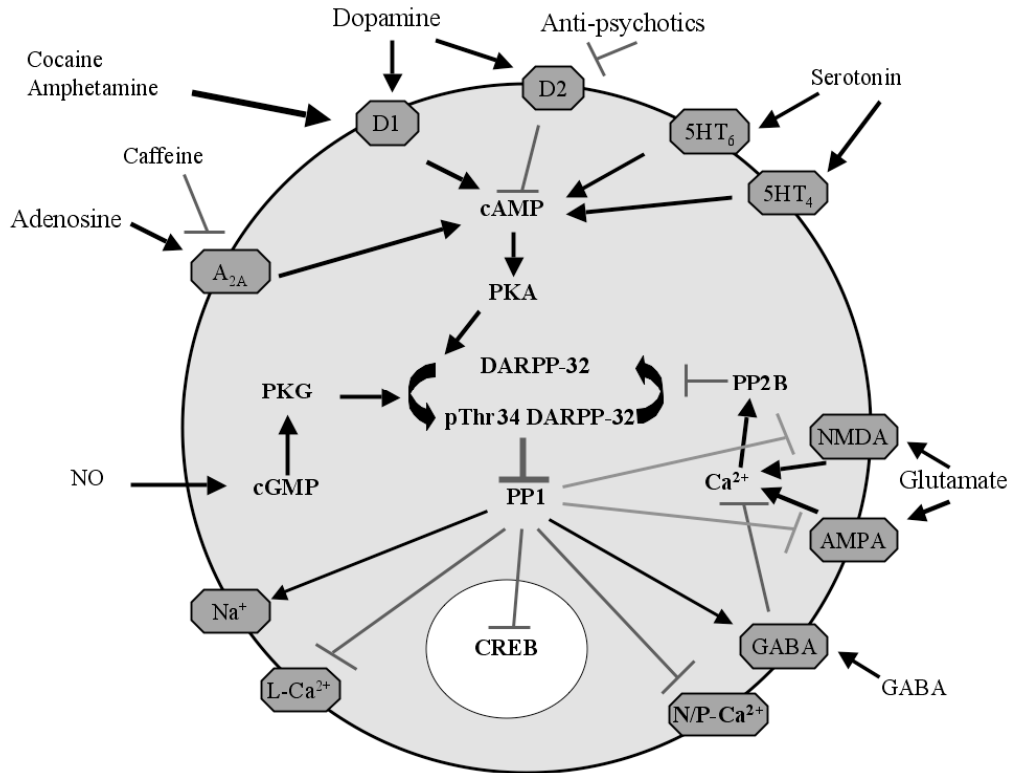 Dopamine
Anti-psychotics
Cocaine
Amphetamine
Serotonin
D1
D2
5HT₆
Caffeine
5HT₄
Adenosine
cAMP
A₂A
PKA
DARPP-32
PP2B
PKG
pThr34 DARPP-32
NMDA
NO
cGMP
PP1
Ca²⁺
Glutamate
AMPA
Na⁺
CREB
GABA
L-Ca²⁺
GABA
N/P-Ca²⁺